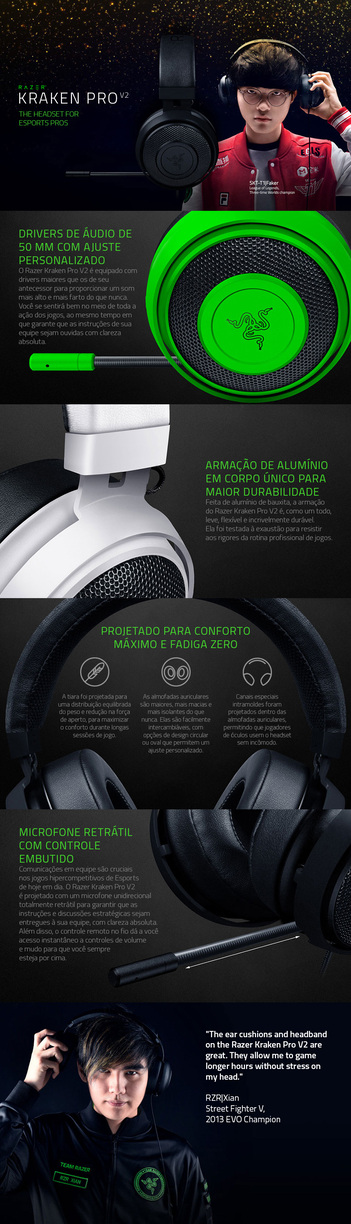 RAZER
KRAKEN PRO V2
THE HEADSET FOR
ESPORTS PROS
SKT-T1|Faker
League of Legends,
Three-time Worlds champion
DRIVERS DE ÁUDIO DE
50 MM COM AJUSTE
PERSONALIZADO
O Razer Kraken Pro V2 é equipado com
drivers maiores que os de seu
antecessor para proporcionar um som
mais alto e mais farto do que nunca.
Você se sentirá bem no meio de toda a
ação dos jogos, ao mesmo tempo em
que garante que as instruções de sua
equipe sejam ouvidas com clareza
absoluta.
ARMAÇÃO DE ALUMÍNIO
EM CORPO ÚNICO PARA
MAIOR DURABILIDADE
Feita de alumínio de bauxita, a armação
do Razer Kraken Pro V2 é, como um todo,
leve, flexível e incrivelmente durável.
Ela foi testada à exaustão para resistir
aos rigores da rotina profissional de jogos.
PROJETADO PARA CONFORTO
MÁXIMO E FADIGA ZERO
A tiara foi projetada para
uma distribuição equilibrada
do peso e redução na força
de aperto, para maximizar
o conforto durante longas
sessões de jogo.
As almofadas auriculares
são maiores, mais macias e
mais isolantes do que
nunca. Eles são facilmente
intercambiáveis, com
opções de design circular
ou oval que permitem um
ajuste personalizado.
Canais especiais
intramoldes foram
projetados dentro das
almofadas auriculares,
permitindo que jogadores
de óculos usem o headset
sem incômodo.
MICROFONE RETRÁTIL
COM CONTROLE
EMBUTIDO
Comunicações em equipe são cruciais
nos jogos hipercompetitivos de Esports
de hoje em dia. O Razer Kraken Pro V2
é projetado com um microfone unidirecional
totalmente retrátil para garantir que as
instruções e discussões estratégicas sejam
entregues à sua equipe, com clareza absoluta.
Além disso, o controle remoto no fio dá a você
acesso instantâneo a controles de volume
e mudo para que você sempre
esteja por cima.
"The ear cushions and headband
on the Razer Kraken Pro V2 are
great. They allow me to game
longer hours without stress on
my head."
RZR|Xian
Street Fighter V,
2013 EVO Champion
TEAM RAZER
RZR XIAN